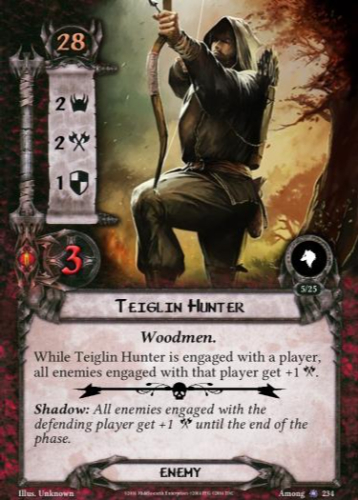 28
2
2
1
3
5/25
Teiglin Hunter
Woodmen.
While Teiglin Hunter is engaged with a player,
all enemies engaged with that player get +1 .
Shadow: All enemies engaged with the
defending player get +1 until the end of the
phase.
ENEMY
Illus. Unknown
Among 234